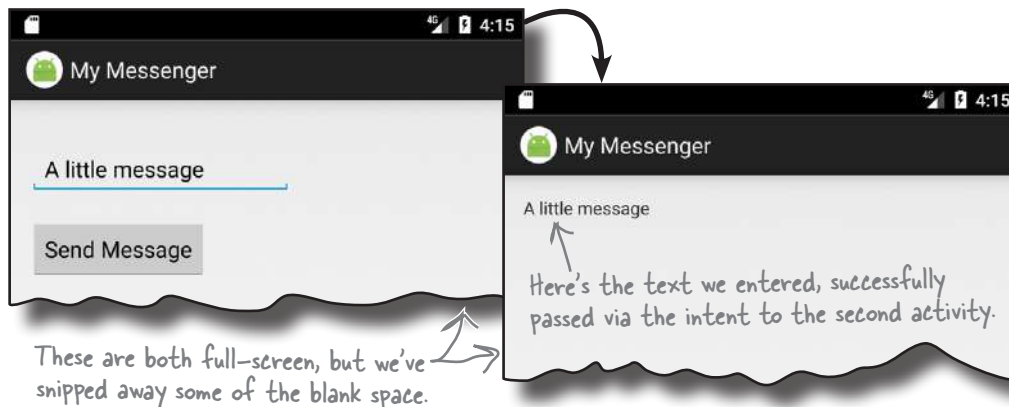 4G 4:15
My Messenger
A little message
Send Message
These are both full-screen, but we've
snipped away some of the blank space.
4G 4:15
My Messenger
A little message
Here's the text we entered, successfully
passed via the intent to the second activity.